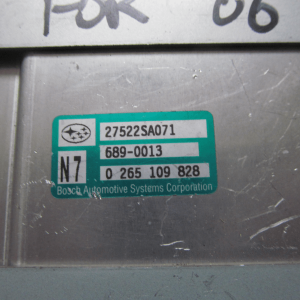 FOR 06
27522SA071
689-0013
N7 0 265 109 828
Bosch Automotive Systems Corporation